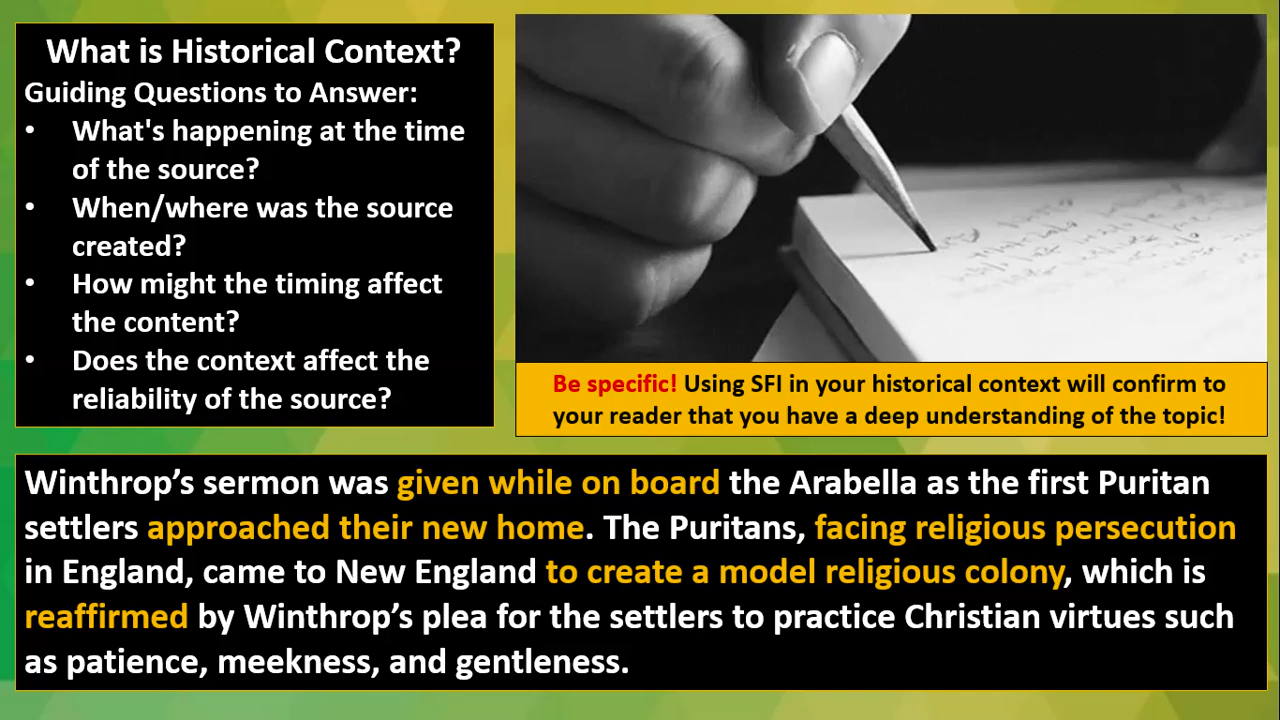 What is Historical Context?
Guiding Questions to Answer:
• What's happening at the time
of the source?
• When/where was the source
created?
• How might the timing affect
the content?
• Does the context affect the
reliability of the source?
Be specific! Using SFI in your historical context will confirm to
your reader that you have a deep understanding of the topic!
Winthrop’s sermon was given while on board the Arabella as the first Puritan
settlers approached their new home. The Puritans, facing religious persecution
in England, came to New England to create a model religious colony, which is
reaffirmed by Winthrop’s plea for the settlers to practice Christian virtues such
as patience, meekness, and gentleness.